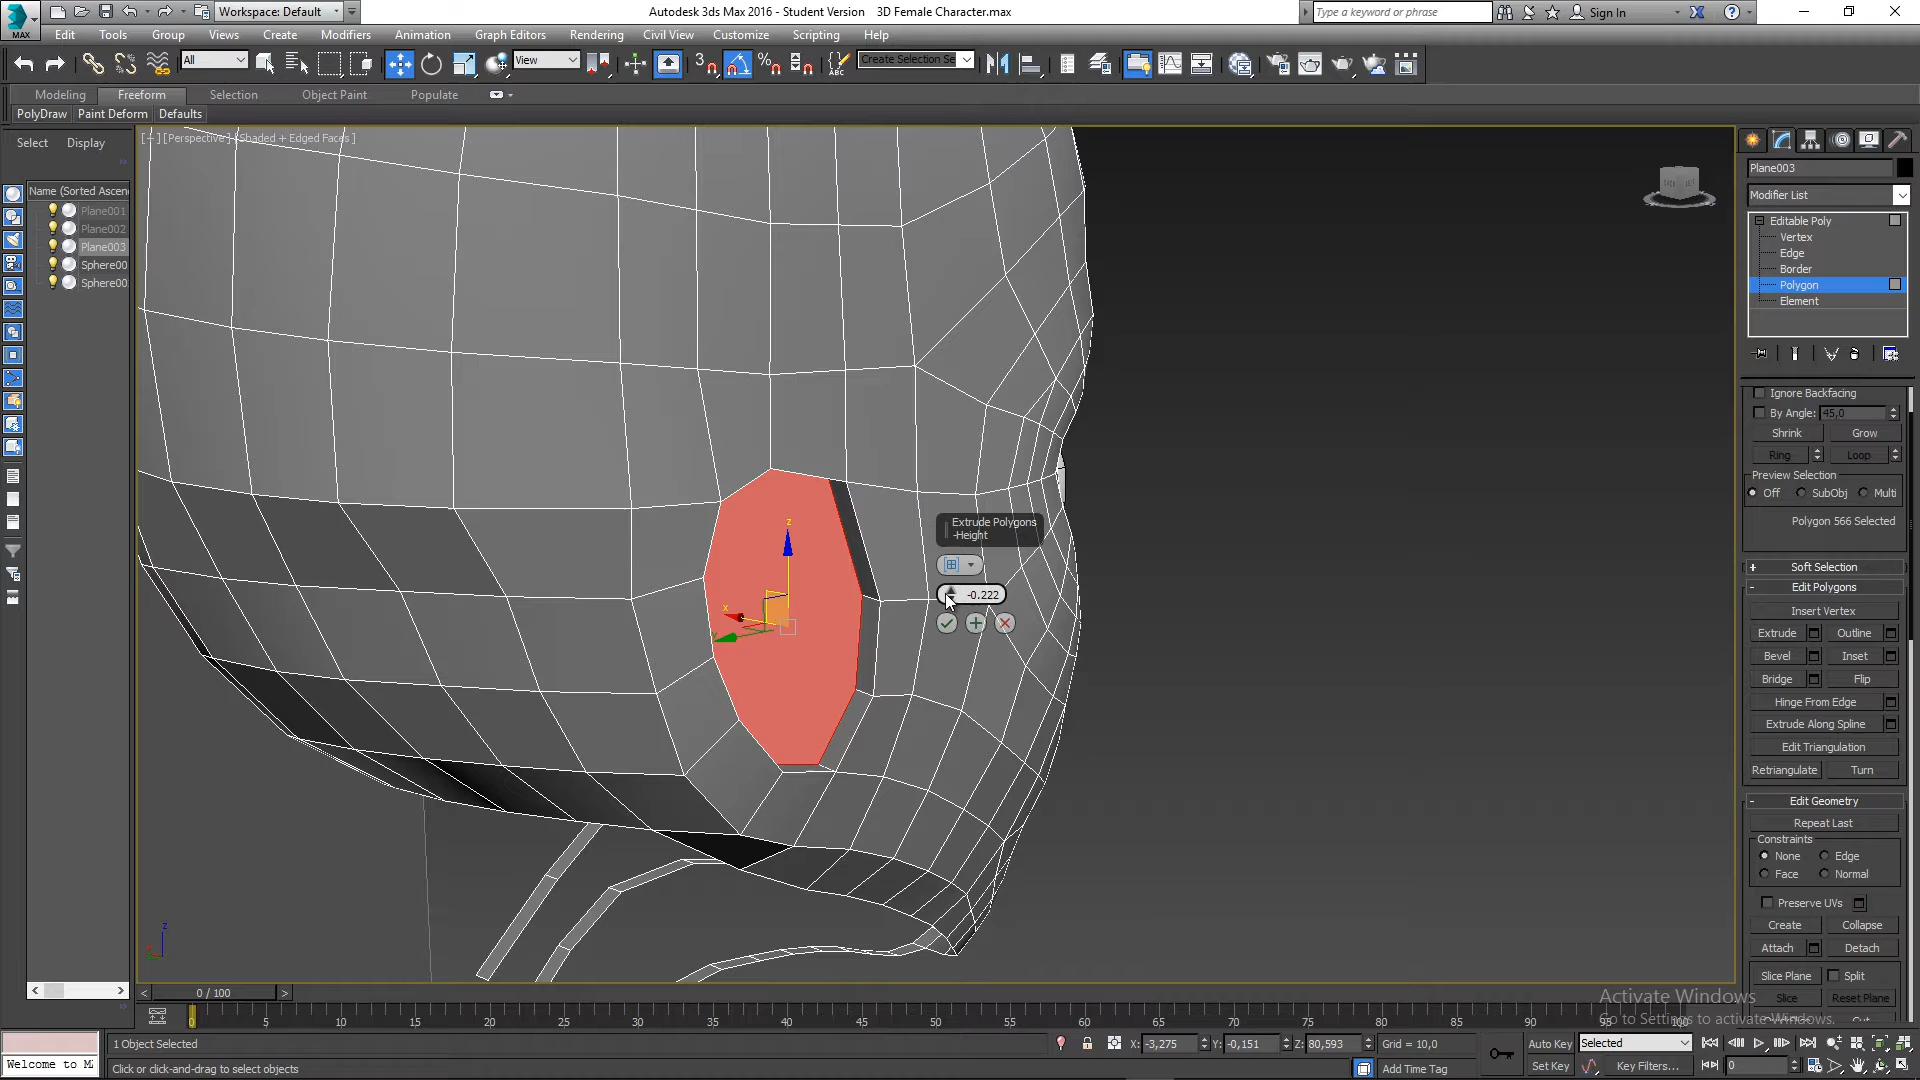 Autodesk 3ds Max 2016 - Student Version    3D Female Character.max
Workspace: Default
Type a keyword or phrase
Sign In
MAX
Edit Tools Group Views Create Modifiers Animation Graph Editors Rendering Civil View Customize Scripting Help
All
View
Create Selection Se
Modeling Freeform Selection Object Paint Populate
PolyDraw Paint Deform Defaults
Select Display
[+] [Perspective] [Shaded + Edged Faces]
Name (Sorted Ascen
Plane001
Plane002
Plane003
Sphere00
Sphere00
Extrude Polygons
-Height
-0.222
z
x
Plane003
Modifier List
Editable Poly
Vertex
Edge
Border
Polygon
Element
Ignore Backfacing
By Angle: 45,0
Shrink Grow
Ring Loop
Preview Selection
Off SubObj Multi
Polygon 566 Selected
+ Soft Selection
- Edit Polygons
Insert Vertex
Extrude Outline
Bevel Inset
Bridge Flip
Hinge From Edge
Extrude Along Spline
Edit Triangulation
Retriangulate Turn
- Edit Geometry
Repeat Last
Constraints
None Edge
Face Normal
Preserve UVs
Create Collapse
Attach Detach
Slice Plane Split
Slice Reset Plane
Activate Windows
Go to Settings to activate Windows.
0 / 100
0 5 10 15 20 25 30 35 40 45 50 55 60 65 70 75 80 85 90 95 100
1 Object Selected
X: -3,275 Y: -0,151 Z: 80,593 Grid = 10,0
Auto Key Selected
Welcome to M
Click or click-and-drag to select objects
Add Time Tag
Set Key Key Filters... 0